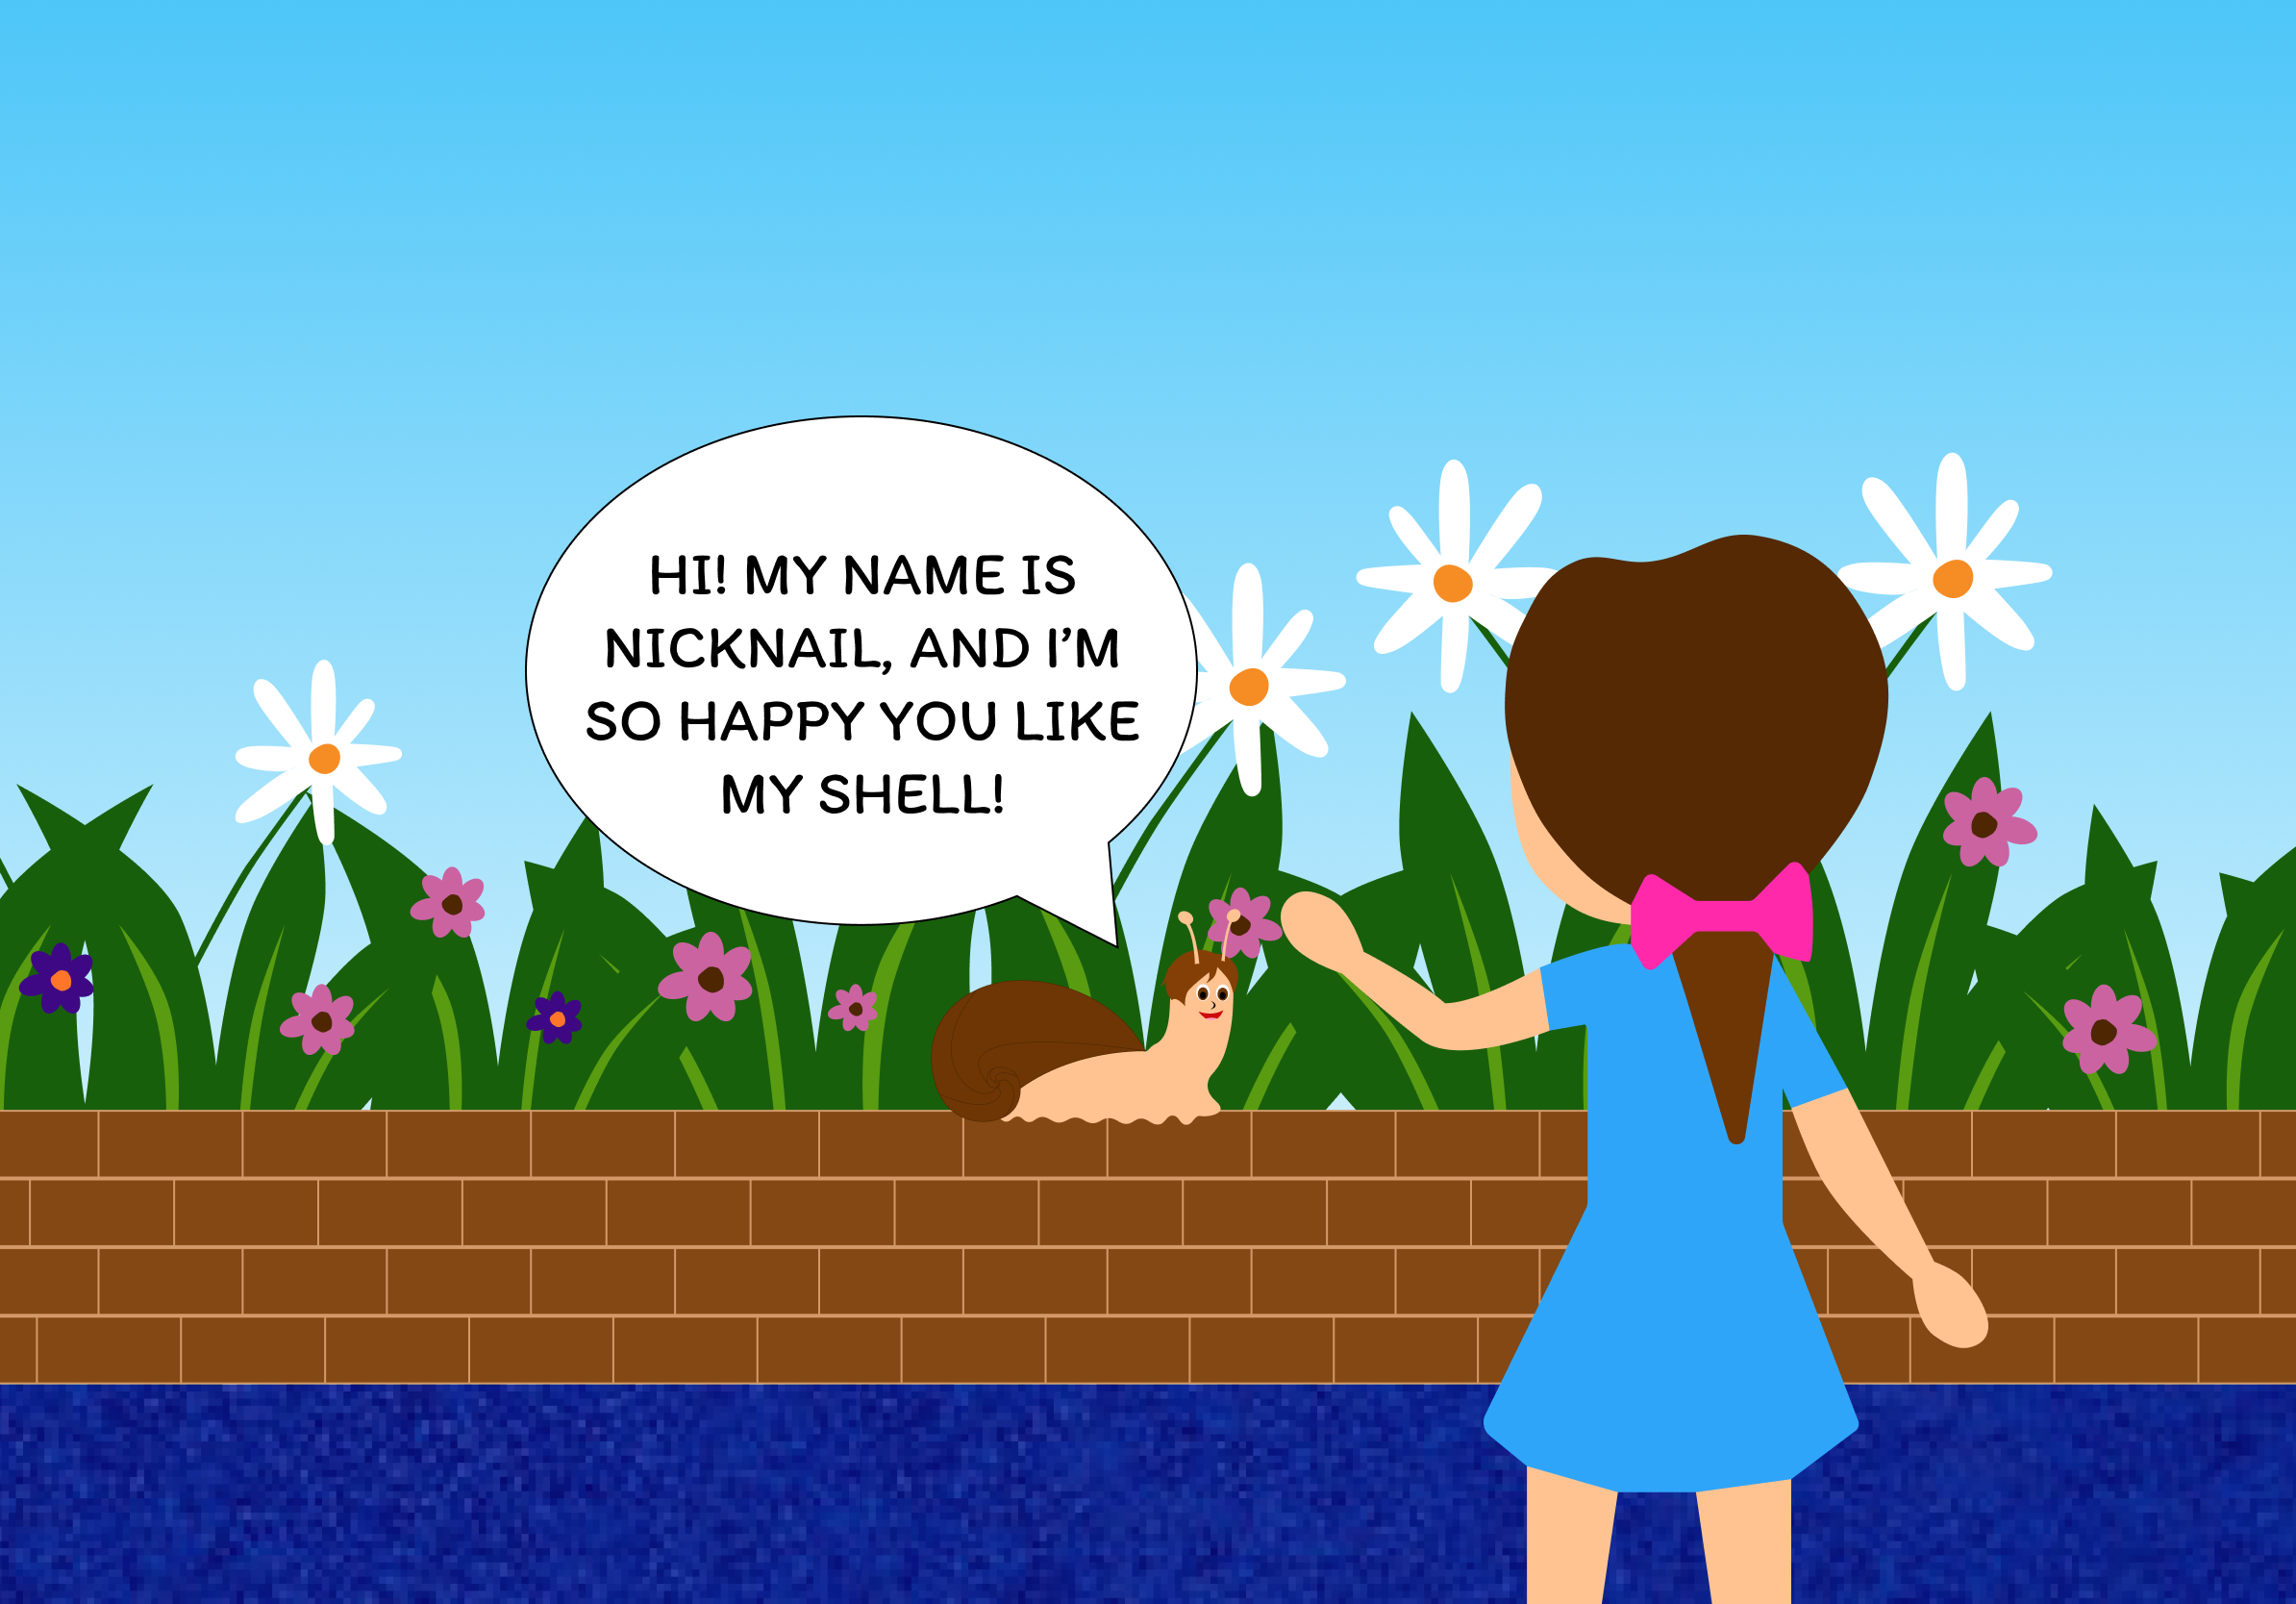 HI! MY NAME IS
NICKNAIL, AND I'M
SO HAPPY YOU LIKE
MY SHELL!